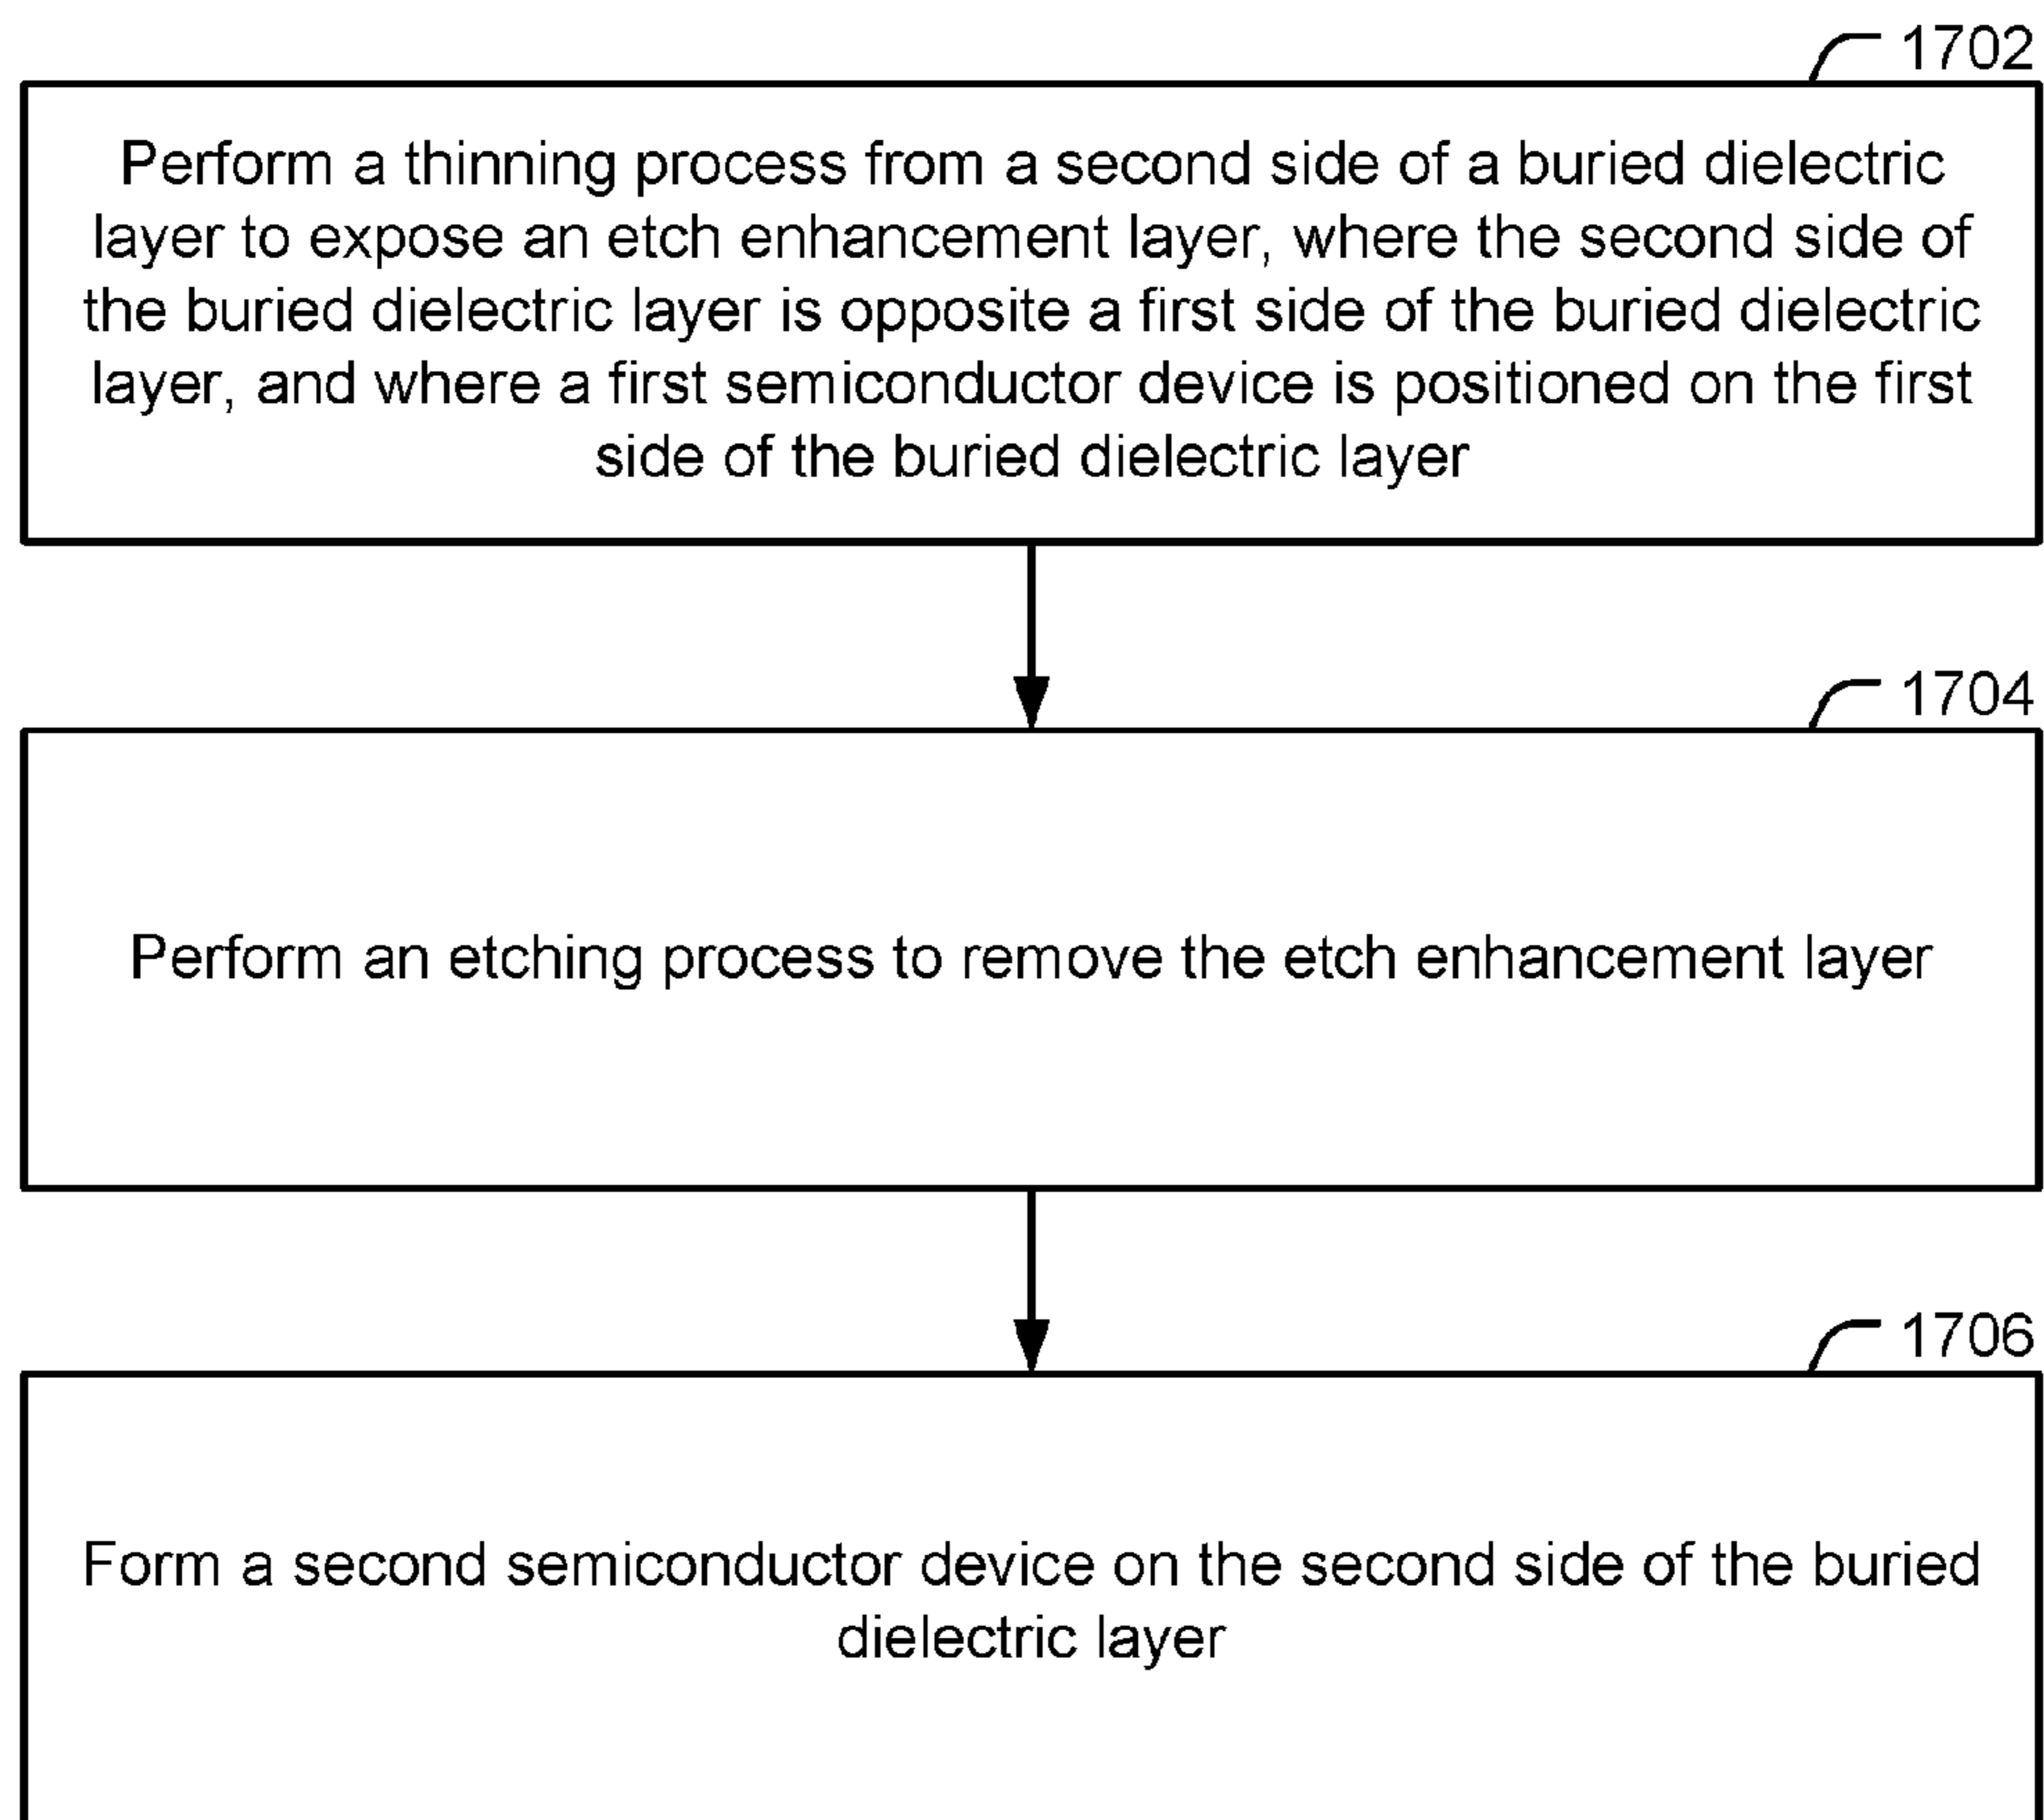 1702
Perform a thinning process from a second side of a buried dielectric
layer to expose an etch enhancement layer, where the second side of
the buried dielectric layer is opposite a first side of the buried dielectric
layer, and where a first semiconductor device is positioned on the first
side of the buried dielectric layer
1704
Perform an etching process to remove the etch enhancement layer
1706
Form a second semiconductor device on the second side of the buried
dielectric layer